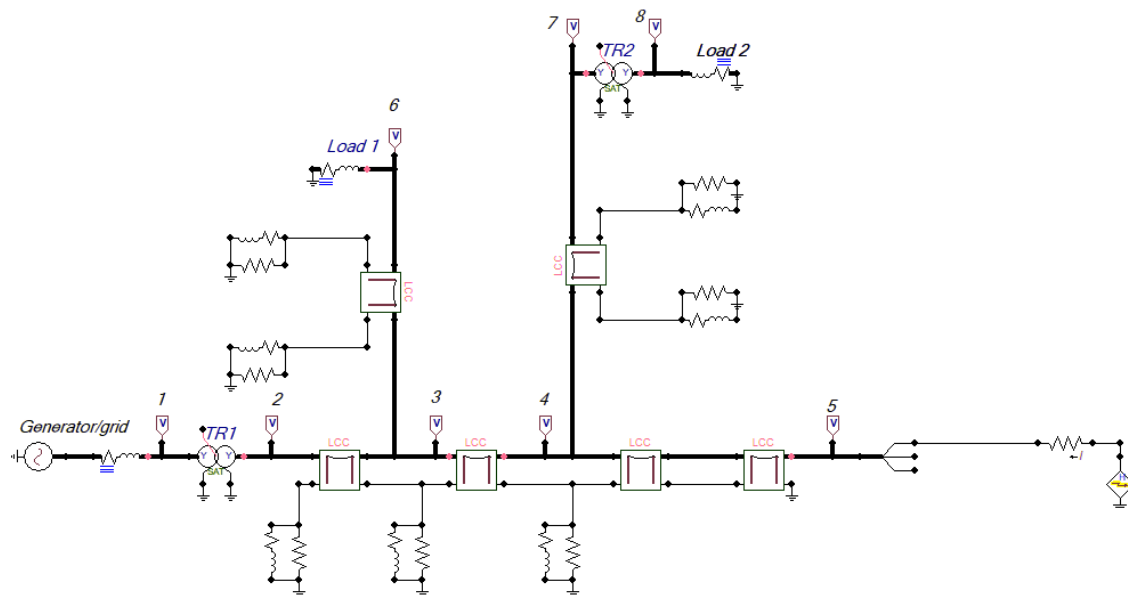 7
8
V
V
TR2
Load 2
Y
Y
SAT
6
V
Load 1
LCC
LCC
1
2
3
4
5
Generator/grid
V
TR1
V
V
V
V
Y
Y
SAT
LCC
LCC
LCC
LCC
I